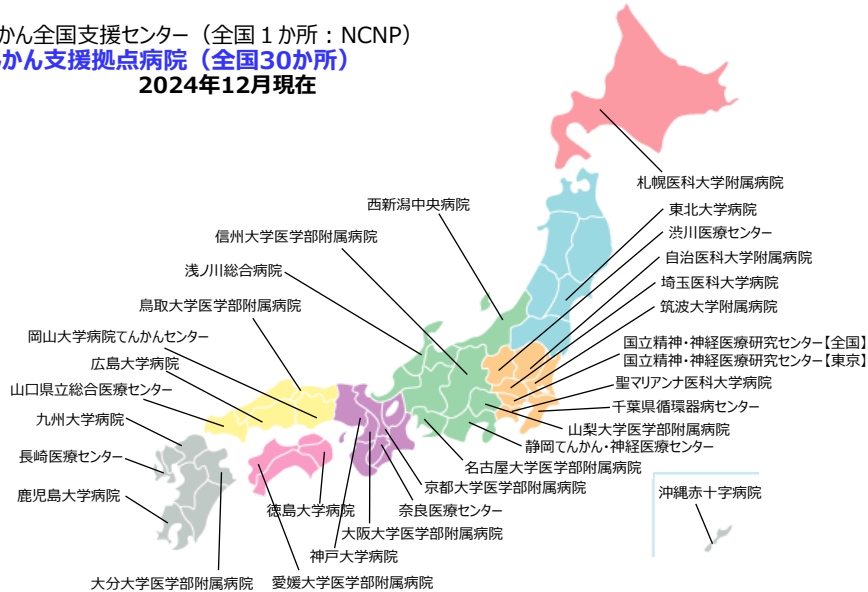 かん全国支援センター（全国１か所：NCNP）
かん支援拠点病院（全国30か所）
2024年12月現在
札幌医科大学附属病院
西新潟中央病院
東北大学病院
信州大学医学部附属病院
渋川医療センター
自治医科大学附属病院
浅ノ川総合病院
埼玉医科大学病院
鳥取大学医学部附属病院
筑波大学附属病院
岡山大学病院てんかんセンター
国立精神・神経医療研究センター【全国】
広島大学病院
国立精神・神経医療研究センター【東京】
山口県立総合医療センター
聖マリアンナ医科大学病院
千葉県循環器病センター
九州大学病院
山梨大学医学部附属病院
静岡てんかん・神経医療センター
長崎医療センター
名古屋大学医学部附属病院
京都大学医学部附属病院
鹿児島大学病院
沖縄赤十字病院
徳島大学病院
奈良医療センター
大阪大学医学部附属病院
神戸大学病院
大分大学医学部附属病院
愛媛大学医学部附属病院